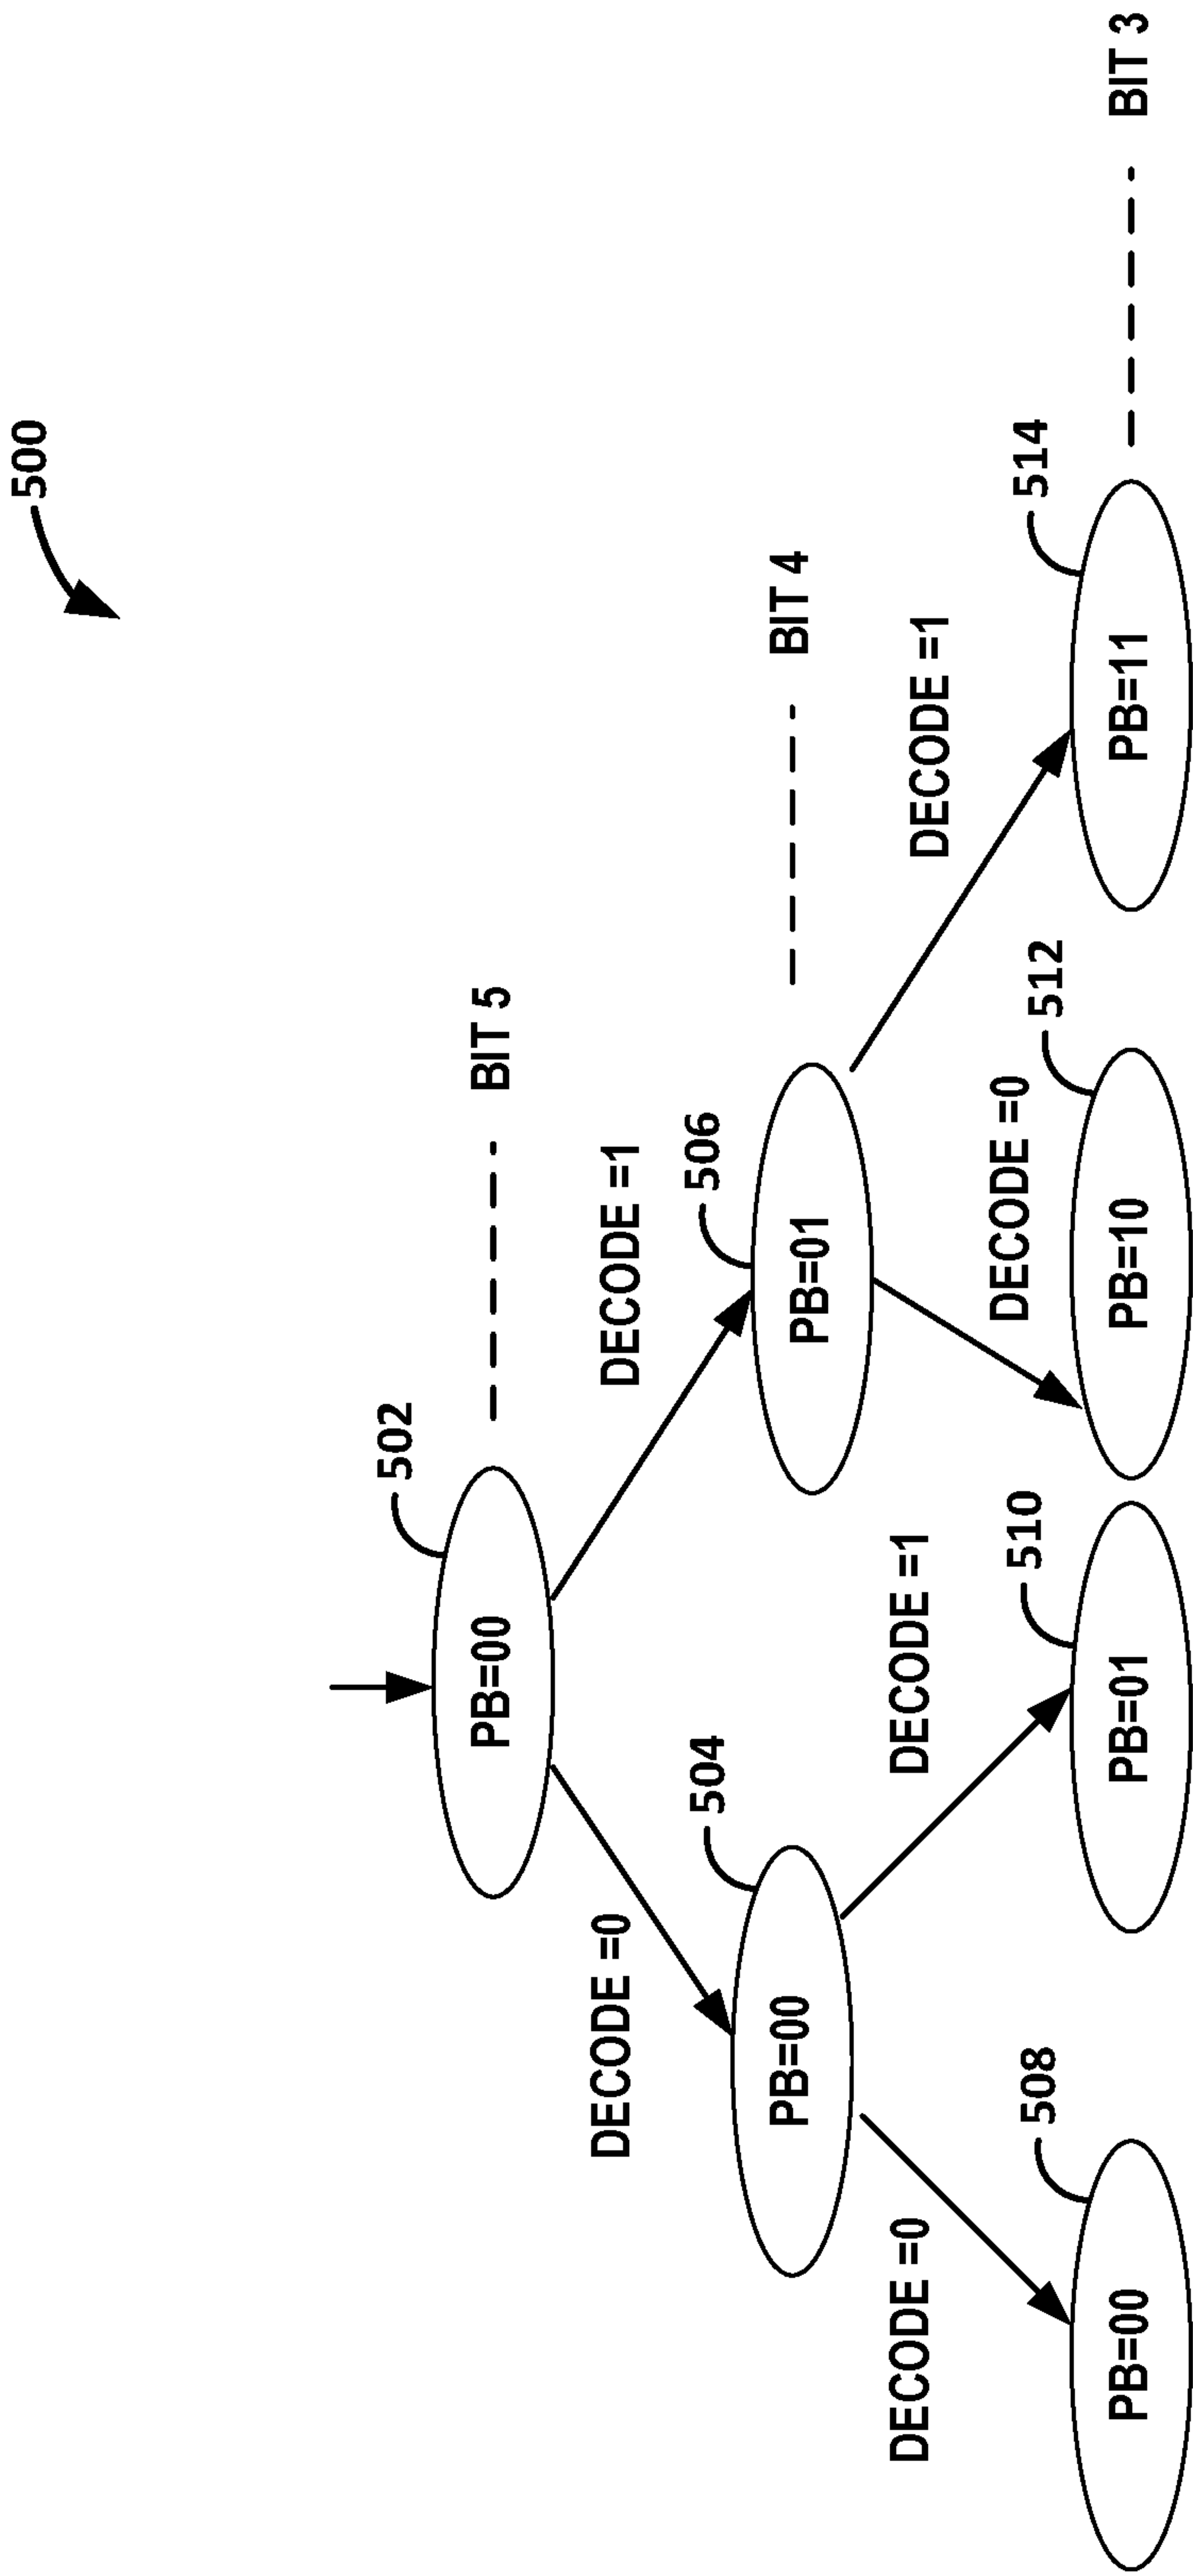 500
502
PB=00
BIT 5
DECODE =0
DECODE =1
504
506
PB=00
PB=01
BIT 4
DECODE =0
DECODE =1
DECODE =0
DECODE =1
508
510
512
514
PB=00
PB=01
PB=10
PB=11
BIT 3